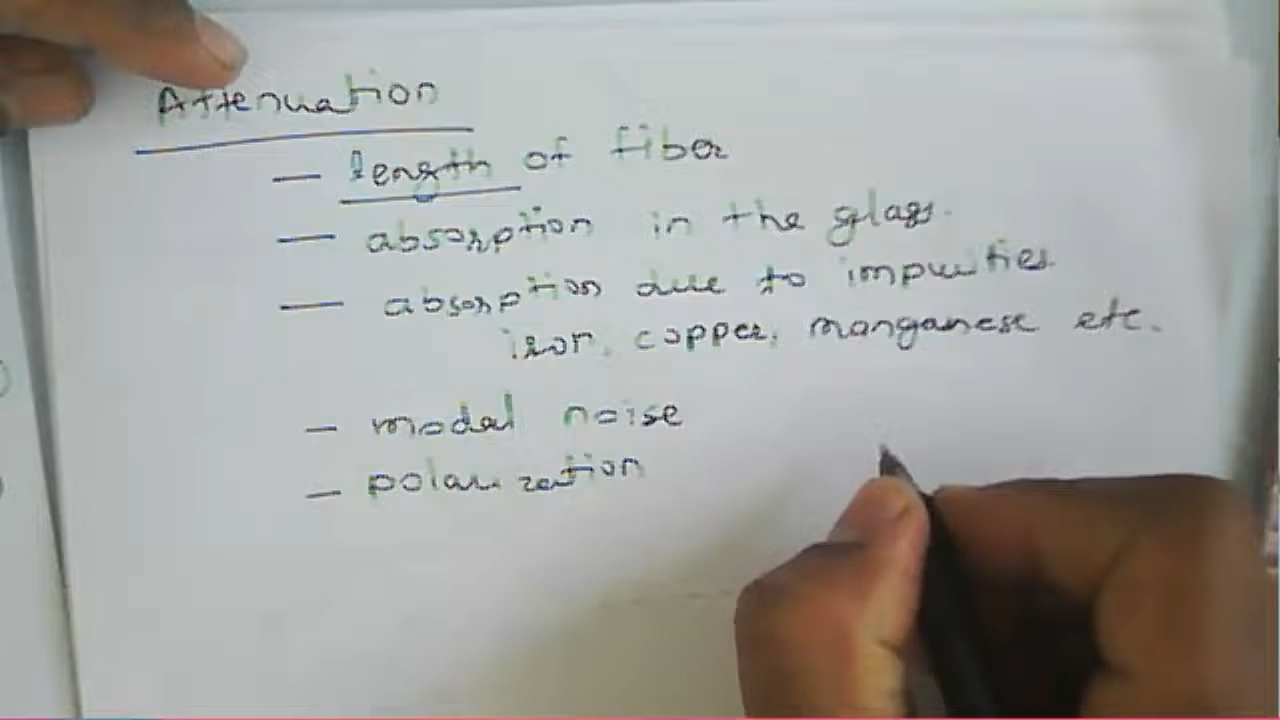 Attenuation
— length of fiber
— absorption in the glass.
— absorption due to impurities
iron, copper, manganese etc.
— modal noise
— polarization